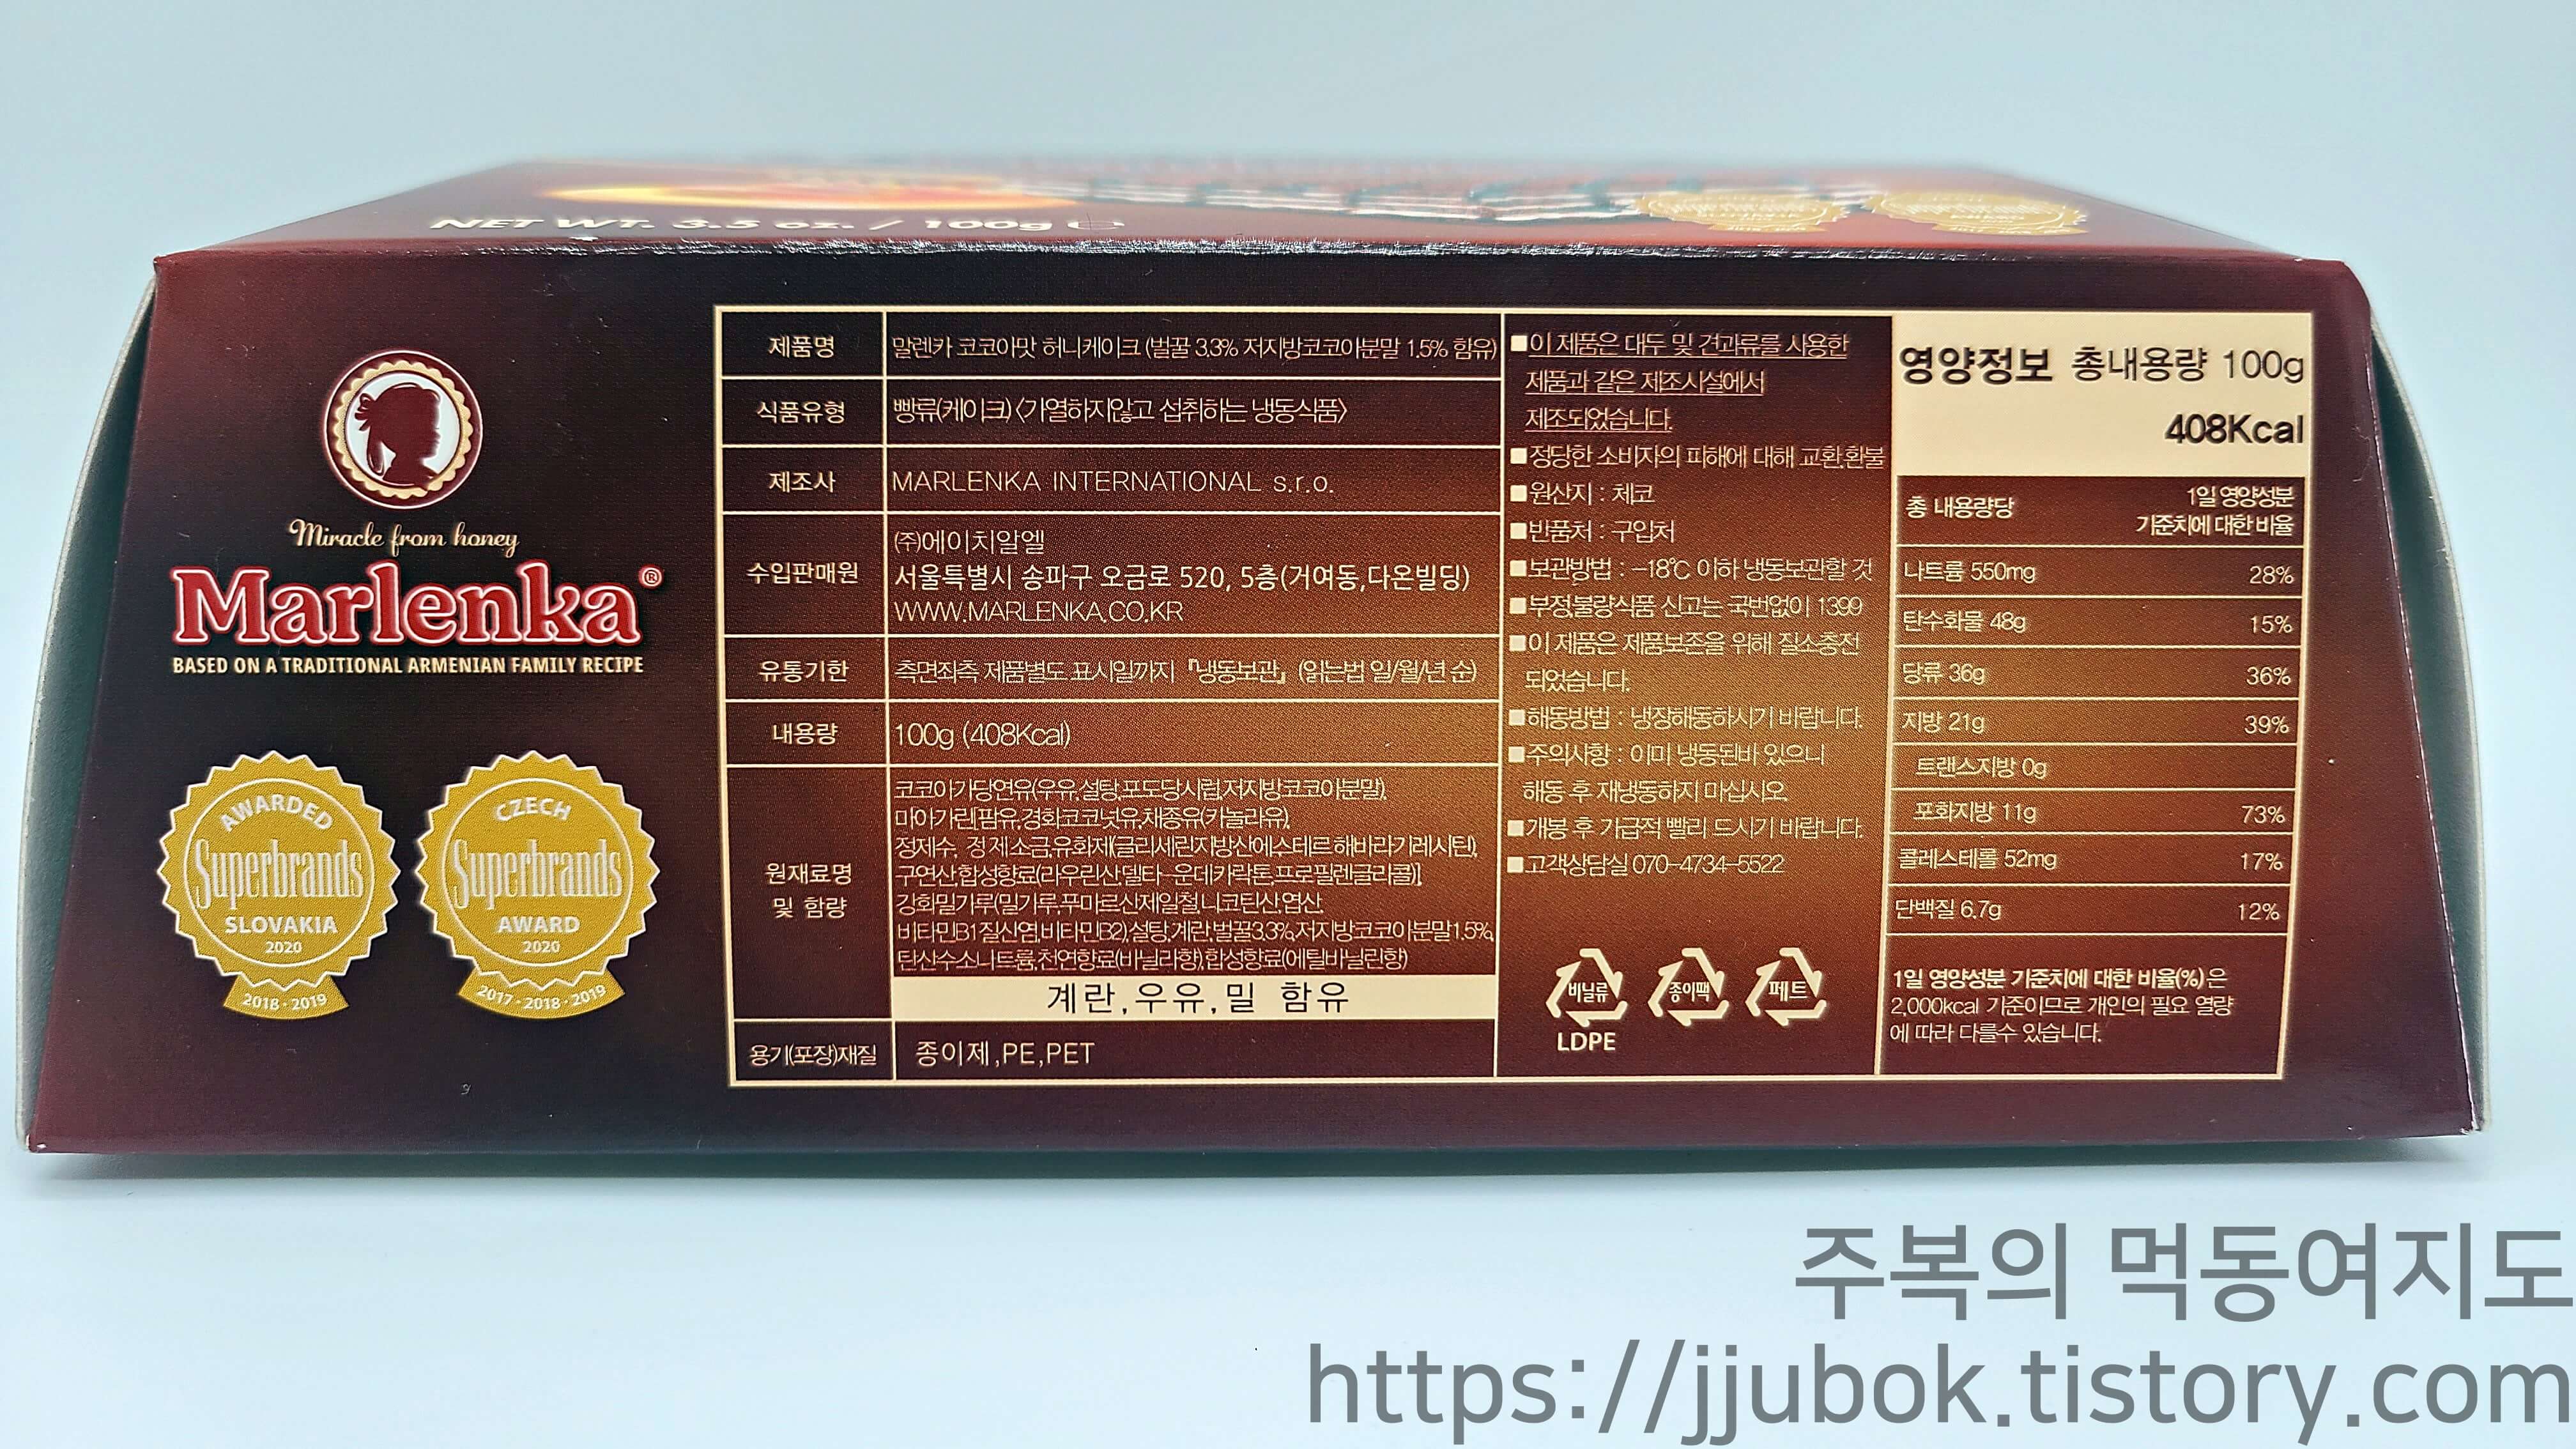 NET WT. 3.5 oz. / 100g e
Miracle from honey
Marlenka®
BASED ON A TRADITIONAL ARMENIAN FAMILY RECIPE
AWARDED
Superbrands
SLOVAKIA
2020
2018 · 2019
CZECH
Superbrands
AWARD
2020
2017 · 2018 · 2019
제품명 말렌카 코코아맛 허니케이크 (벌꿀 3.3% 저지방코코아분말 1.5% 함유)
식품유형 빵류(케이크)<가열하지않고 섭취하는 냉동식품>
제조사 MARLENKA INTERNATIONAL s.r.o.
수입판매원
(주)에이치알엘
서울특별시 송파구 오금로 520, 5층(거여동,다온빌딩)
WWW.MARLENKA.CO.KR
유통기한 측면좌측 제품별도 표시일까지 『냉동보관』 (읽는법 일/월/년 순)
내용량 100g (408Kcal)
원재료명
및 함량
코코아가당연유(우유,설탕,포도당시럽,저지방코코아분말),
마아가린[팜유,경화코코넛유,채종유(카놀라유),
정제수, 정제소금,유화제(글리세린지방산에스테르,해바라기레시틴),
구연산,합성향료(라우린산,델타-운데카락톤,프로필렌글리콜)],
강화밀가루(밀가루,푸마르산제일철,니코틴산,엽산,
비타민B1질산염,비타민B2),설탕,계란,벌꿀3.3%,저지방코코아분말1.5%,
탄산수소나트륨,천연향료(바닐라향),합성향료(에틸바닐린향)
계란,우유,밀 함유
용기(포장)재질 종이제,PE,PET
■이 제품은 대두 및 견과류를 사용한
제품과 같은 제조시설에서
제조되었습니다.
■정당한 소비자의 피해에 대해 교환,환불
■원산지 : 체코
■반품처 : 구입처
■보관방법 : -18℃ 이하 냉동보관할 것
■부정,불량식품 신고는 국번없이 1399
■이 제품은 제품보존을 위해 질소충전
되었습니다.
■해동방법 : 냉장해동하시기 바랍니다.
■주의사항 : 이미 냉동된바 있으니
해동 후 재냉동하지 마십시오.
■개봉 후 가급적 빨리 드시기 바랍니다.
■고객상담실 070-4734-5522
비닐류
LDPE
종이팩
페트
영양정보 총내용량 100g
408Kcal
총 내용량당 1일 영양성분
기준치에 대한 비율
나트륨 550mg 28%
탄수화물 48g 15%
당류 36g 36%
지방 21g 39%
트랜스지방 0g
포화지방 11g 73%
콜레스테롤 52mg 17%
단백질 6.7g 12%
1일 영양성분 기준치에 대한 비율(%)은
2,000kcal 기준이므로 개인의 필요 열량
에 따라 다를수 있습니다.
주복의 먹동여지도
https://jjubok.tistory.com